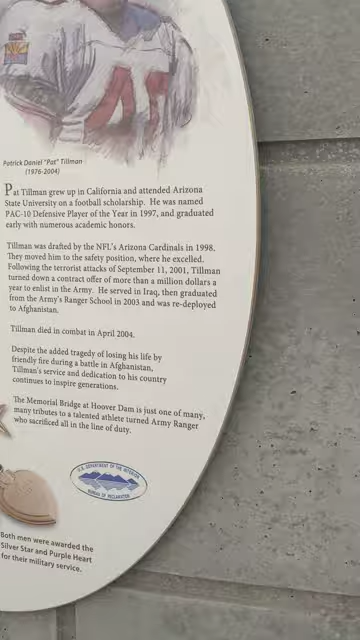 Patrick Daniel "Pat" Tillman
(1976-2004)
Pat Tillman grew up in California and attended Arizona
State University on a football scholarship. He was named
PAC-10 Defensive Player of the Year in 1997, and graduated
early with numerous academic honors.
Tillman was drafted by the NFL's Arizona Cardinals in 1998.
They moved him to the safety position, where he excelled.
Following the terrorist attacks of September 11, 2001, Tillman
turned down a contract offer of more than a million dollars a
year to enlist in the Army. He served in Iraq, then graduated
from the Army's Ranger School in 2003 and was re-deployed
to Afghanistan.
Tillman died in combat in April 2004.
Despite the added tragedy of losing his life by
friendly fire during a battle in Afghanistan,
Tillman's service and dedication to his country
continues to inspire generations.
The Memorial Bridge at Hoover Dam is just one of many,
many tributes to a talented athlete turned Army Ranger
who sacrificed all in the line of duty.
U.S. DEPARTMENT OF THE INTERIOR
BUREAU OF RECLAMATION
Both men were awarded the
Silver Star and Purple Heart
for their military service.